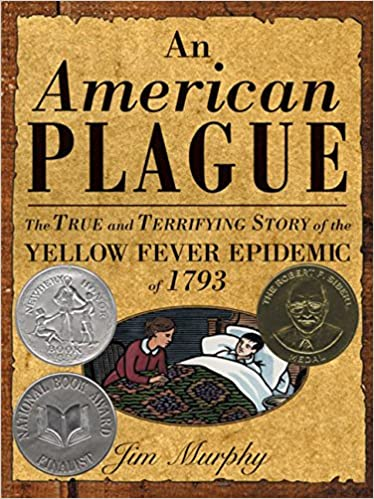 An
American
PLAGUE
The TRUE and TERRIFYING STORY of the
YELLOW FEVER EPIDEMIC
of 1793
NEWBERY HONOR
BOOK
THE ROBERT F. SIBERT
MEDAL
NATIONAL BOOK AWARD
FINALIST
Jim Murphy